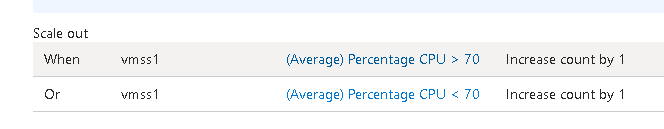 Scale out
When vmss1 (Average) Percentage CPU > 70 Increase count by 1
Or vmss1 (Average) Percentage CPU < 70 Increase count by 1